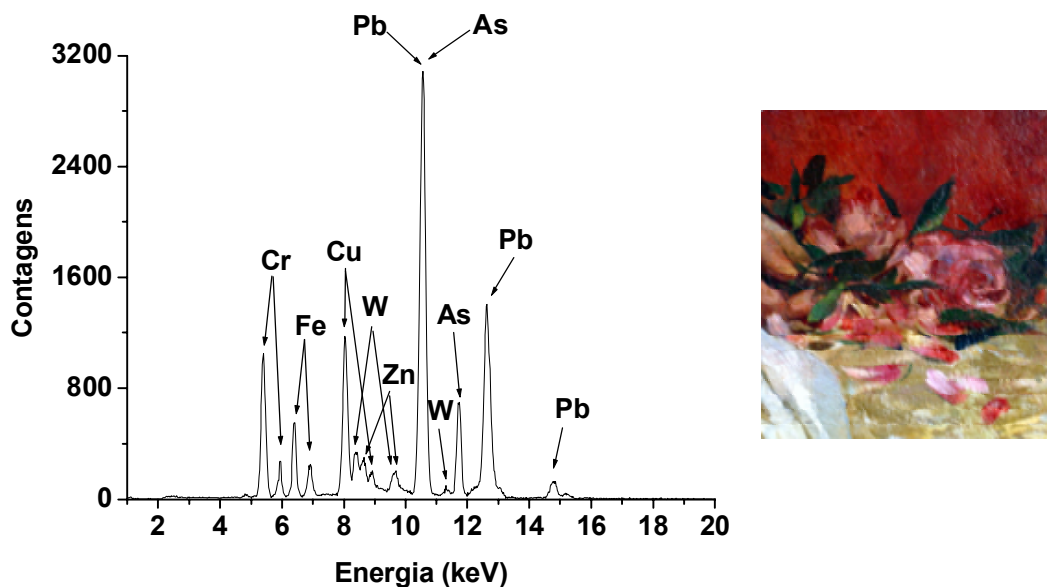 Pb As
3200
2400
1600
800
0
Contagens
Cr
Fe
Cu
W
Zn
W
As
Pb
Pb
2 4 6 8 10 12 14 16 18 20
Energia (keV)